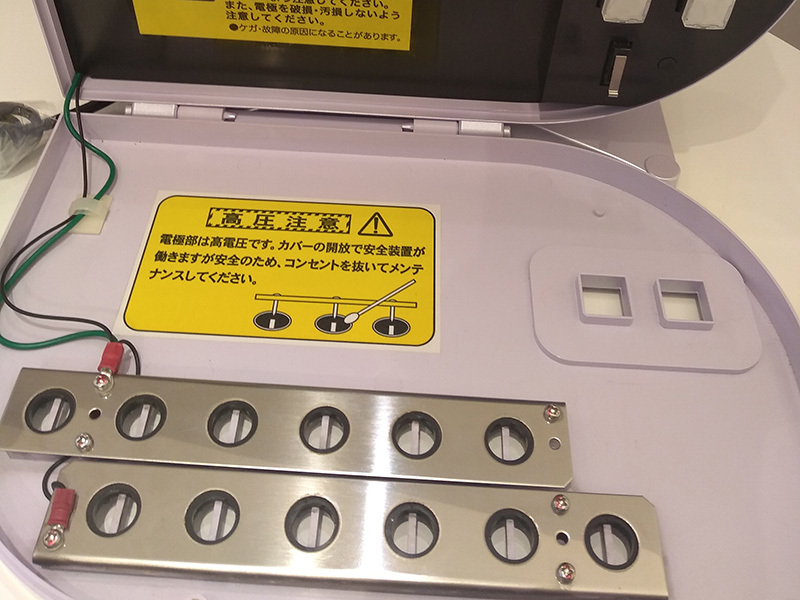 また、電極を破損・汚損しないよう
注意してください。
●ケガ・故障の原因になることがあります。
高圧注意
電極部は高電圧です。カバーの開放で安全装置が
働きますが安全のため、コンセントを抜いてメンテ
ナンスしてください。